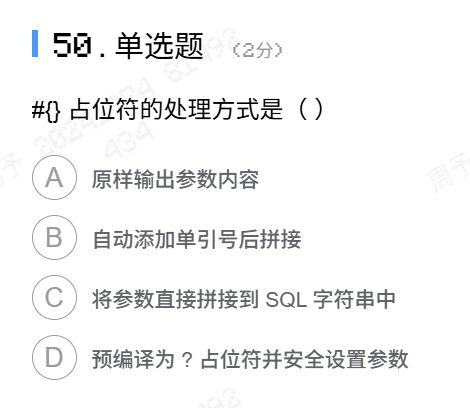 50.单选题 （2分）
#{} 占位符的处理方式是（ ）
A 原样输出参数内容
B 自动添加单引号后拼接
C 将参数直接拼接到 SQL 字符串中
D 预编译为 ? 占位符并安全设置参数